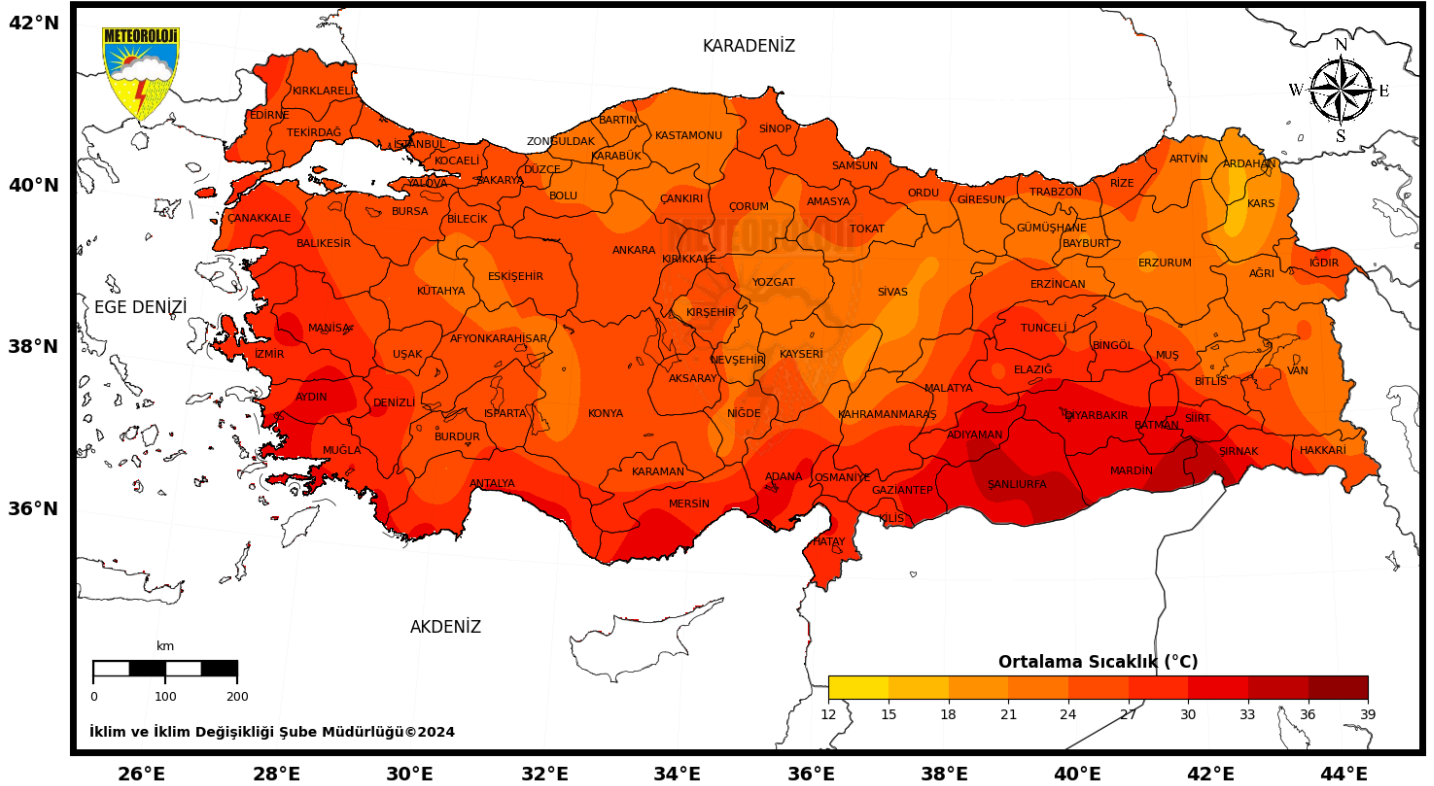 42°N
40°N
38°N
36°N
METEOROLOJİ
KARADENİZ
N
W E
S
KIRKLARELİ
EDİRNE
TEKİRDAĞ
İSTANBUL
KOCAELİ
YALOVA
SAKARYA
DÜZCE
ZONGULDAK
BARTIN
KARABÜK
KASTAMONU
SİNOP
SAMSUN
ORDU
GİRESUN
TRABZON
RİZE
ARTVİN
ARDAHAN
KARS
ÇANAKKALE
BALIKESİR
BURSA
BİLECİK
BOLU
ÇANKIRI
ÇORUM
AMASYA
TOKAT
GÜMÜŞHANE
BAYBURT
ERZURUM
IĞDIR
AĞRI
EGE DENİZİ
KÜTAHYA
ESKİŞEHİR
ANKARA
KIRIKKALE
METEOROLOJİ
YOZGAT
SİVAS
ERZİNCAN
MANİSA
İZMİR
UŞAK
AFYONKARAHİSAR
KIRŞEHİR
NEVŞEHİR
KAYSERİ
AKSARAY
TUNCELİ
BİNGÖL
MUŞ
ELAZIĞ
BİTLİS
VAN
AYDIN
DENİZLİ
ISPARTA
BURDUR
KONYA
NİĞDE
KAHRAMANMARAŞ
MALATYA
ADIYAMAN
DİYARBAKIR
BATMAN
SİİRT
ŞIRNAK
HAKKARİ
MUĞLA
ANTALYA
KARAMAN
MERSİN
ADANA
OSMANİYE
GAZİANTEP
KİLİS
ŞANLIURFA
MARDİN
HATAY
AKDENİZ
km
0 100 200
İklim ve İklim Değişikliği Şube Müdürlüğü©2024
Ortalama Sıcaklık (°C)
12 15 18 21 24 27 30 33 36 39
26°E 28°E 30°E 32°E 34°E 36°E 38°E 40°E 42°E 44°E